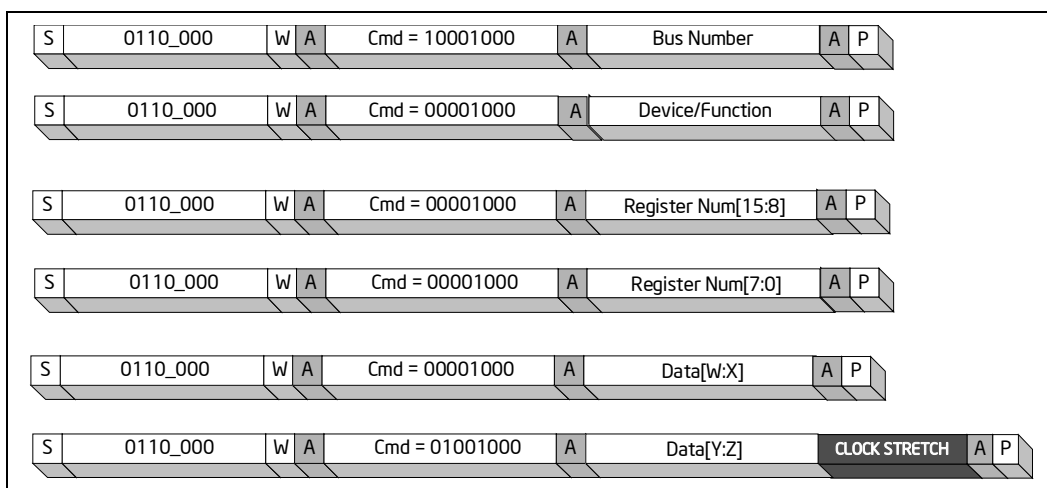 S 0110_000 W A Cmd = 10001000 A Bus Number A P
S 0110_000 W A Cmd = 00001000 A Device/Function A P
S 0110_000 W A Cmd = 00001000 A Register Num[15:8] A P
S 0110_000 W A Cmd = 00001000 A Register Num[7:0] A P
S 0110_000 W A Cmd = 00001000 A Data[W:X] A P
S 0110_000 W A Cmd = 01001000 A Data[Y:Z] CLOCK STRETCH A P